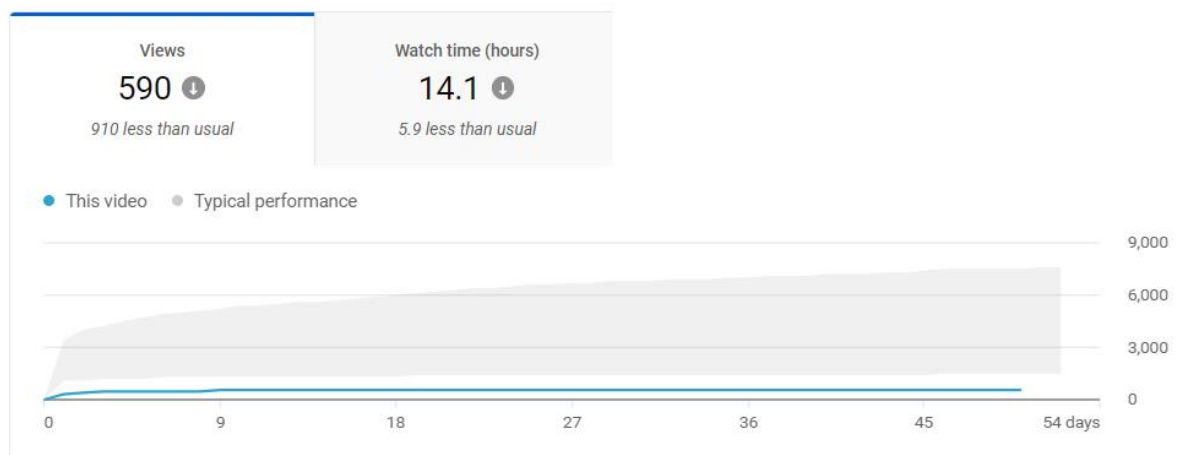 Views
590
910 less than usual
Watch time (hours)
14.1
5.9 less than usual
This video
Typical performance
9,000
6,000
3,000
0
0 9 18 27 36 45 54 days